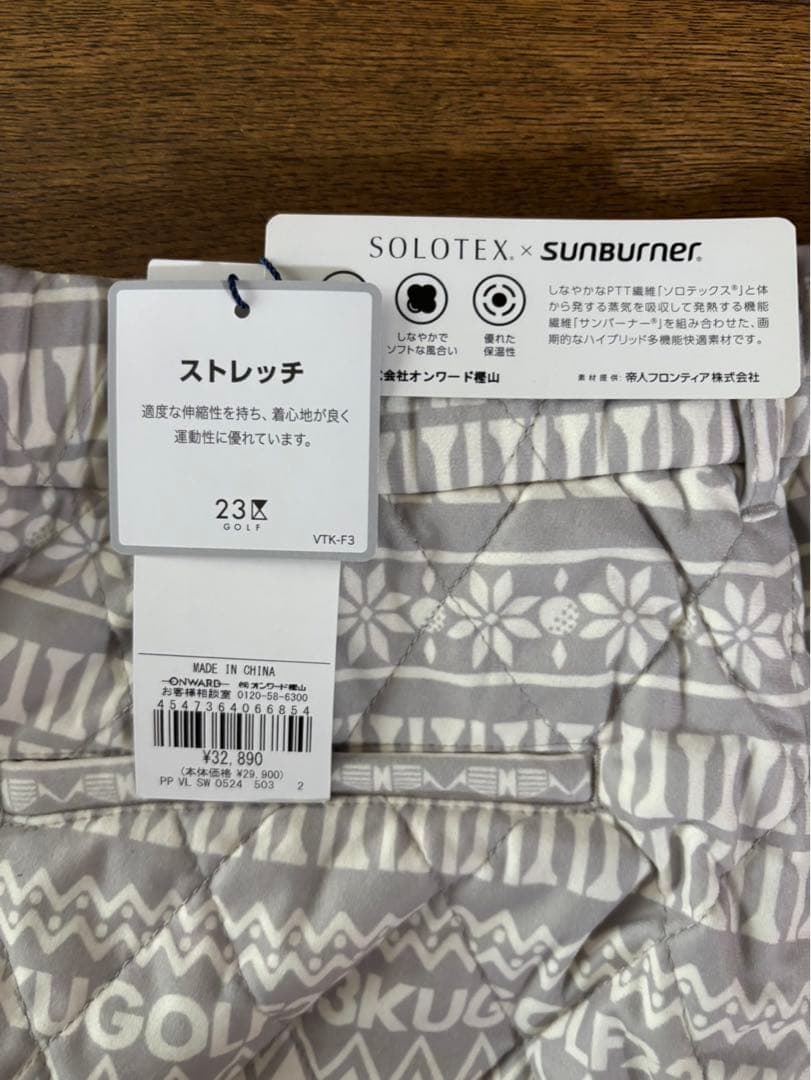 SOLOTEX® × SUNBURNER®
しなやかで
ソフトな風合い
優れた
保温性
しなやかなPTT繊維「ソロテックス®」と体
から発する蒸気を吸収して発熱する機能
繊維「サンバーナー®」を組み合わせた、画
期的なハイブリッド多機能快適素材です。
会社オンワード樫山
素材提供：帝人フロンティア株式会社
ストレッチ
適度な伸縮性を持ち、着心地が良く
運動性に優れています。
23区
GOLF
VTK-F3
MADE IN CHINA
ONWARD ㈱オンワード樫山
お客様相談室 0120-58-6300
4547364066854
¥32,890
(本体価格 ¥29,900)
PP VL SW 0524 503 2
KUGOL 3KUGOLF